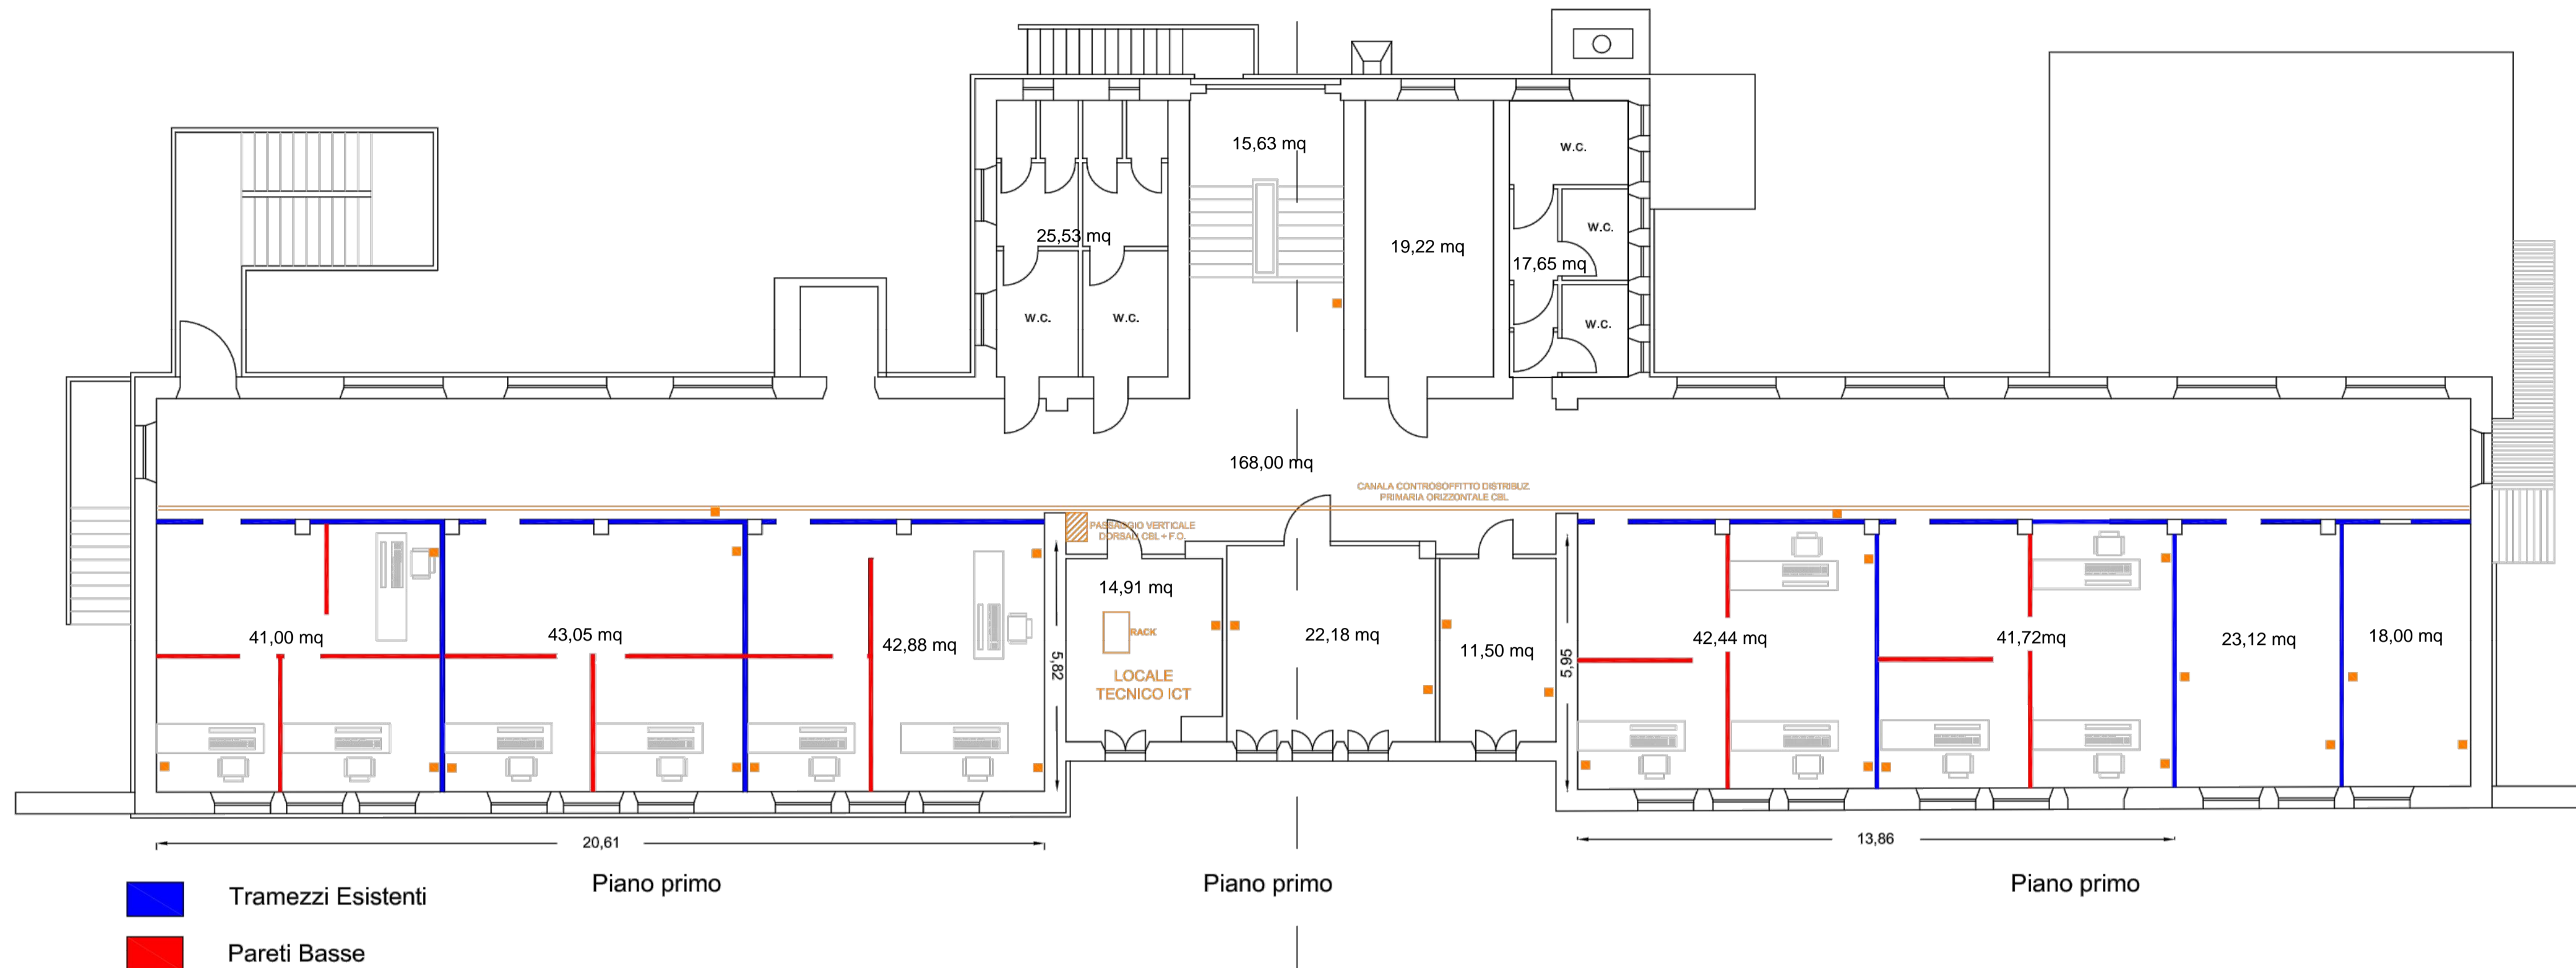 15,63 mq
w.c.
w.c.
25,53 mq
19,22 mq
17,65 mq
w.c.
w.c.
w.c.
168,00 mq
CANALA CONTROSOFFITTO DISTRIBUZ.
PRIMARIA ORIZZONTALE CBL
PASSAGGIO VERTICALE
DORSALI CBL + F.O.
14,91 mq
41,00 mq
43,05 mq
42,88 mq
5,82
RACK
LOCALE
TECNICO ICT
22,18 mq
11,50 mq
5,95
42,44 mq
41,72mq
23,12 mq
18,00 mq
20,61
13,86
Piano primo
Piano primo
Piano primo
Tramezzi Esistenti
Pareti Basse